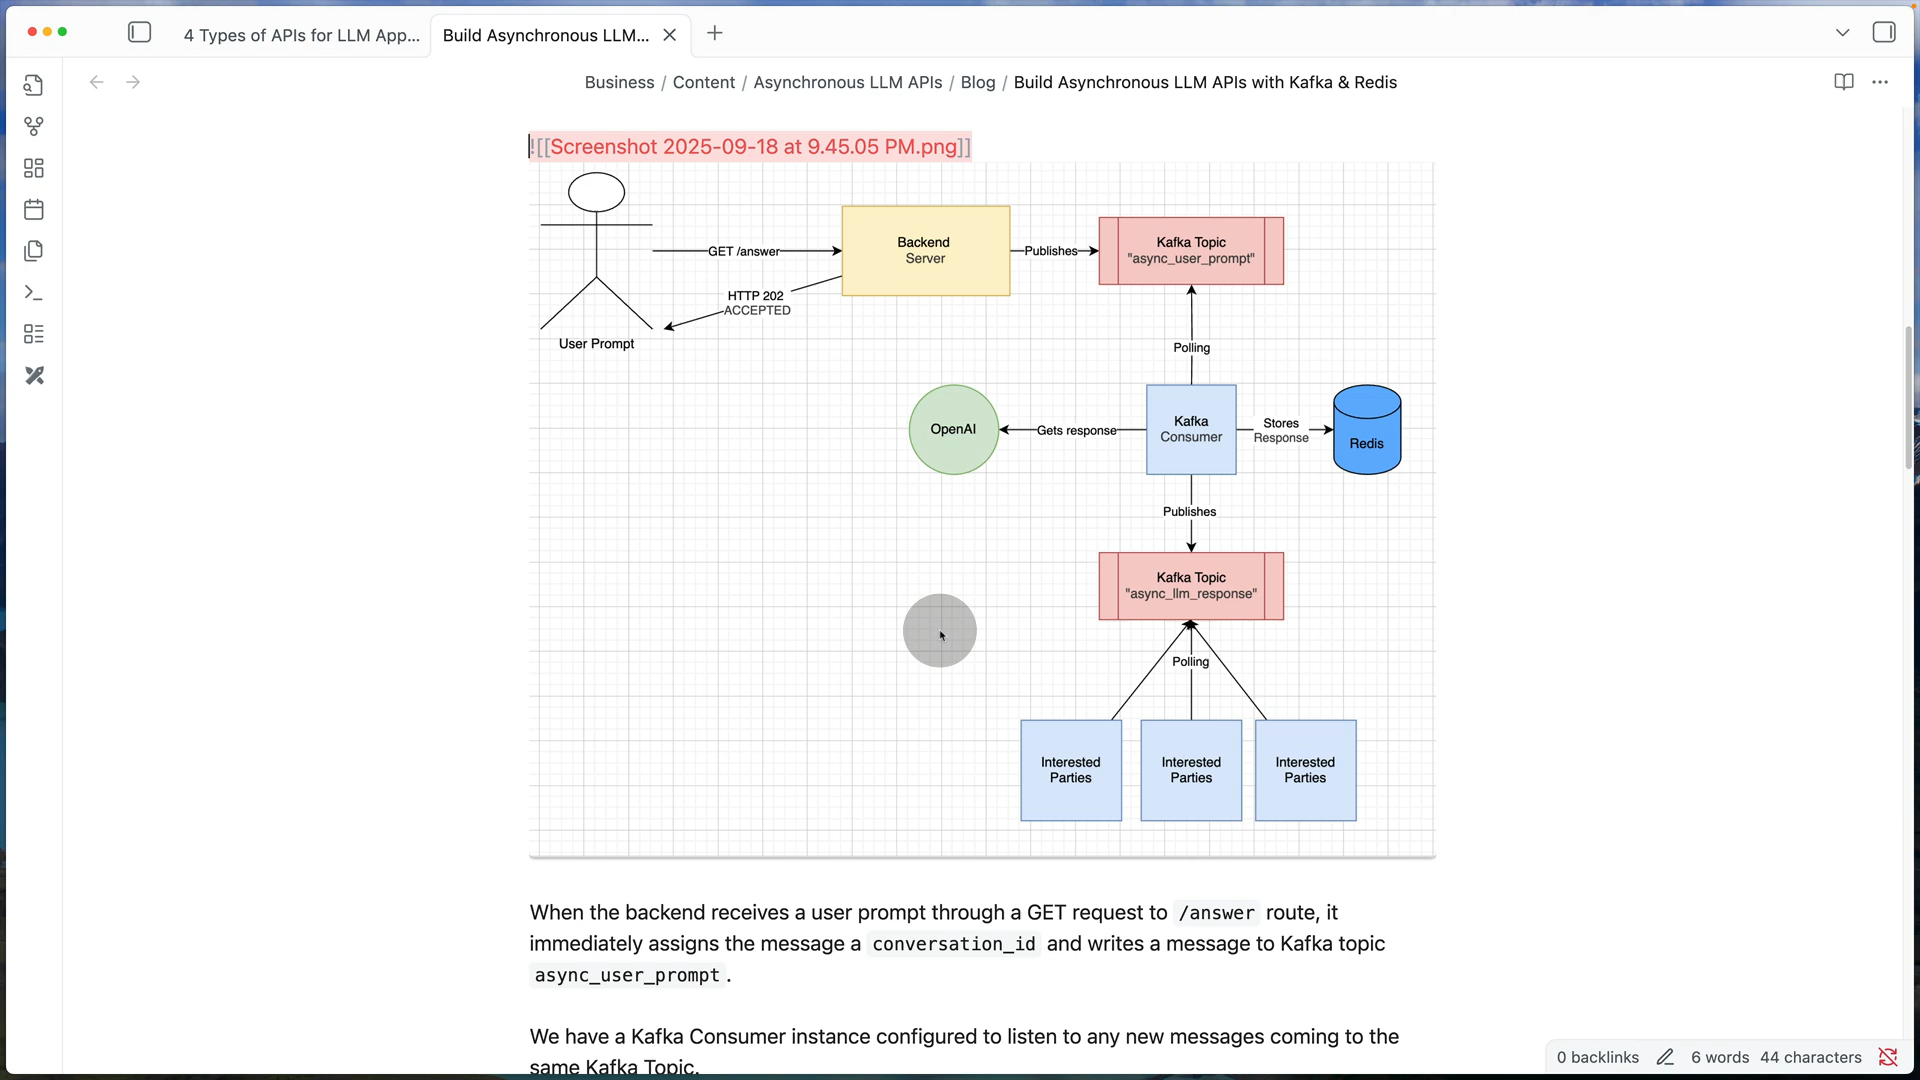 4 Types of APIs for LLM App...
Build Asynchronous LLM...
Business / Content / Asynchronous LLM APIs / Blog / Build Asynchronous LLM APIs with Kafka & Redis
![[Screenshot 2025-09-18 at 9.45.05 PM.png]]
GET /answer
Backend
Server
Publishes
Kafka Topic
"async_user_prompt"
HTTP 202
ACCEPTED
User Prompt
Polling
OpenAI
Gets response
Kafka
Consumer
Stores
Response
Redis
Publishes
Kafka Topic
"async_llm_response"
Polling
Interested
Parties
Interested
Parties
Interested
Parties
When the backend receives a user prompt through a GET request to /answer route, it
immediately assigns the message a conversation_id and writes a message to Kafka topic
async_user_prompt.
We have a Kafka Consumer instance configured to listen to any new messages coming to the
same Kafka Topic.
0 backlinks
6 words
44 characters